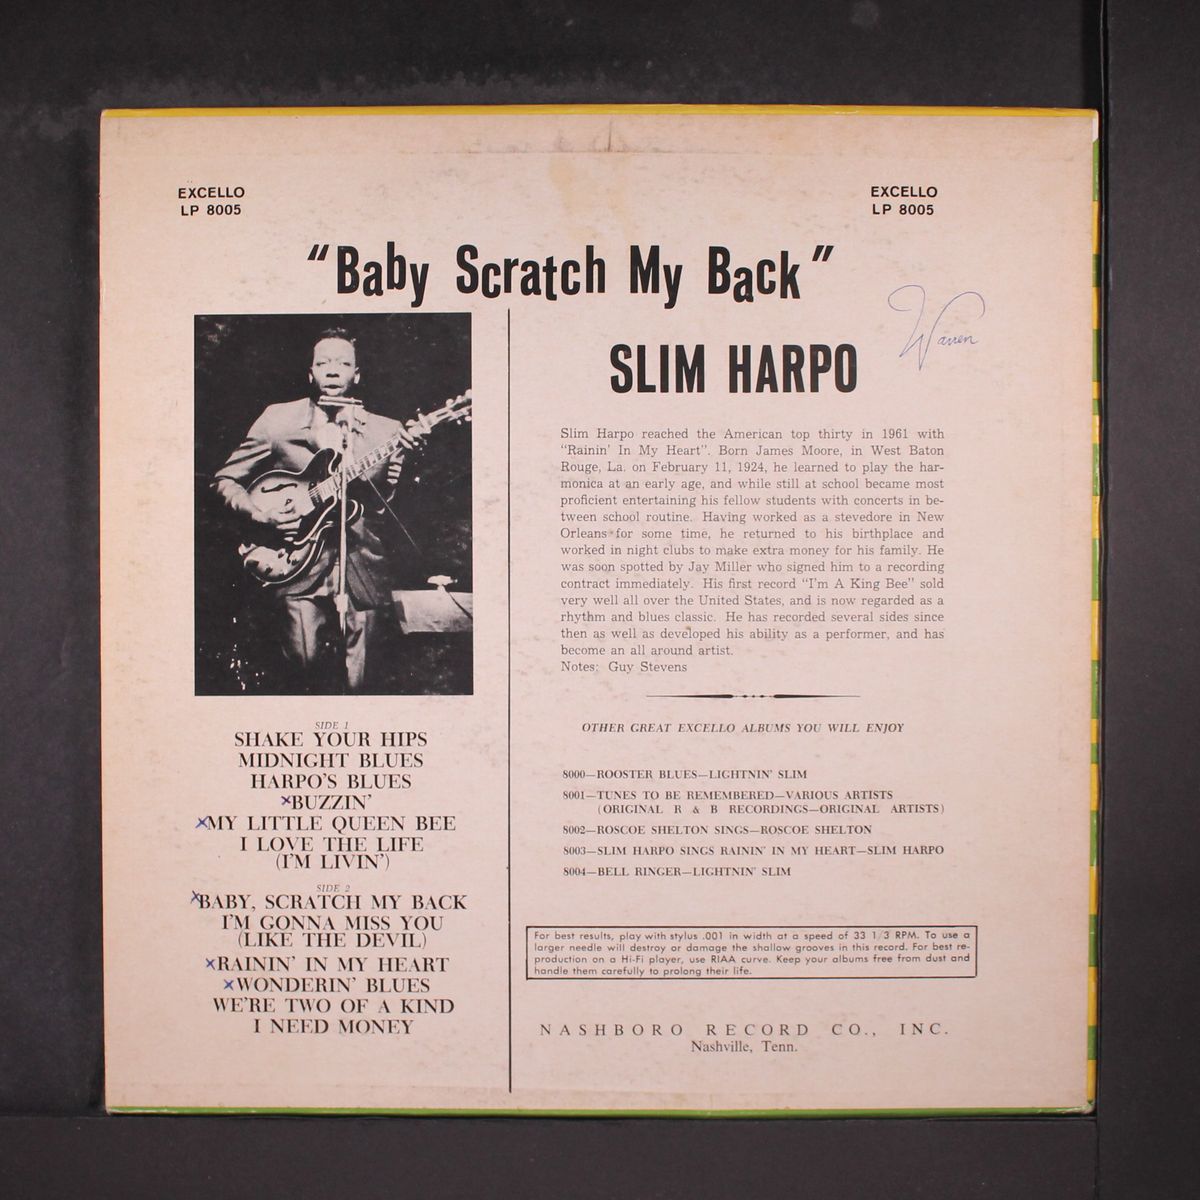 EXCELLO
LP 8005
EXCELLO
LP 8005
"Baby Scratch My Back"
Warren
SLIM HARPO
Slim Harpo reached the American top thirty in 1961 with
"Rainin' In My Heart". Born James Moore, in West Baton
Rouge, La. on February 11, 1924, he learned to play the har-
monica at an early age, and while still at school became most
proficient entertaining his fellow students with concerts in be-
tween school routine. Having worked as a stevedore in New
Orleans for some time, he returned to his birthplace and
worked in night clubs to make extra money for his family. He
was soon spotted by Jay Miller who signed him to a recording
contract immediately. His first record "I'm A King Bee" sold
very well all over the United States, and is now regarded as a
rhythm and blues classic. He has recorded several sides since
then as well as developed his ability as a performer, and has
become an all around artist.
Notes: Guy Stevens
SIDE 1
SHAKE YOUR HIPS
MIDNIGHT BLUES
HARPO'S BLUES
xBUZZIN'
xMY LITTLE QUEEN BEE
I LOVE THE LIFE
(I'M LIVIN')
SIDE 2
xBABY, SCRATCH MY BACK
I'M GONNA MISS YOU
(LIKE THE DEVIL)
xRAININ' IN MY HEART
xWONDERIN' BLUES
WE'RE TWO OF A KIND
I NEED MONEY
OTHER GREAT EXCELLO ALBUMS YOU WILL ENJOY
8000—ROOSTER BLUES—LIGHTNIN' SLIM
8001—TUNES TO BE REMEMBERED—VARIOUS ARTISTS
(ORIGINAL R & B RECORDINGS—ORIGINAL ARTISTS)
8002—ROSCOE SHELTON SINGS—ROSCOE SHELTON
8003—SLIM HARPO SINGS RAININ' IN MY HEART—SLIM HARPO
8004—BELL RINGER—LIGHTNIN' SLIM
For best results, play with stylus .001 in width at a speed of 33 1/3 RPM. To use a
larger needle will destroy or damage the shallow grooves in this record. For best re-
production on a Hi-Fi player, use RIAA curve. Keep your albums free from dust and
handle them carefully to prolong their life.
NASHBORO RECORD CO., INC.
Nashville, Tenn.